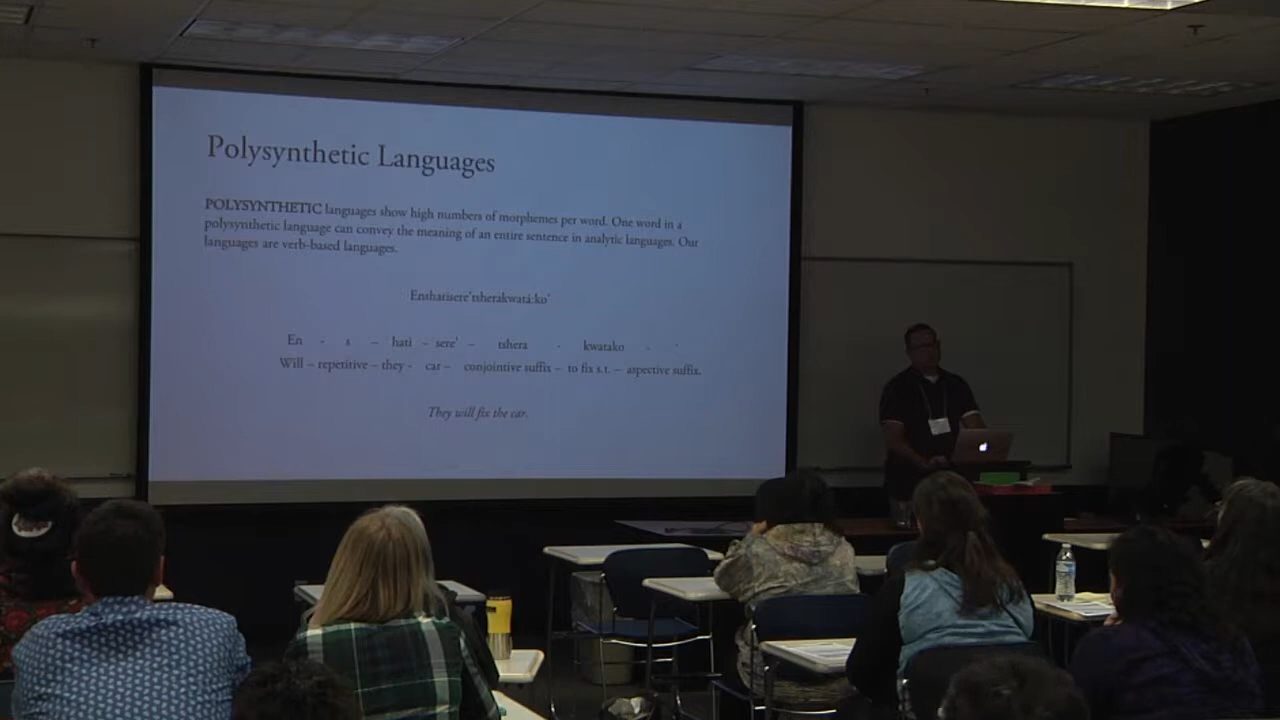 Polysynthetic Languages
POLYSYNTHETIC languages show high numbers of morphemes per word. One word in a
polysynthetic language can convey the meaning of an entire sentence in analytic languages. Our
languages are verb-based languages.
Enthatisere'tsherakwatá:ko'
En - s – hati – sere' – tshera - kwatako - '
Will – repetitive – they - car – conjointive suffix – to fix s.t. – aspective suffix.
They will fix the car.